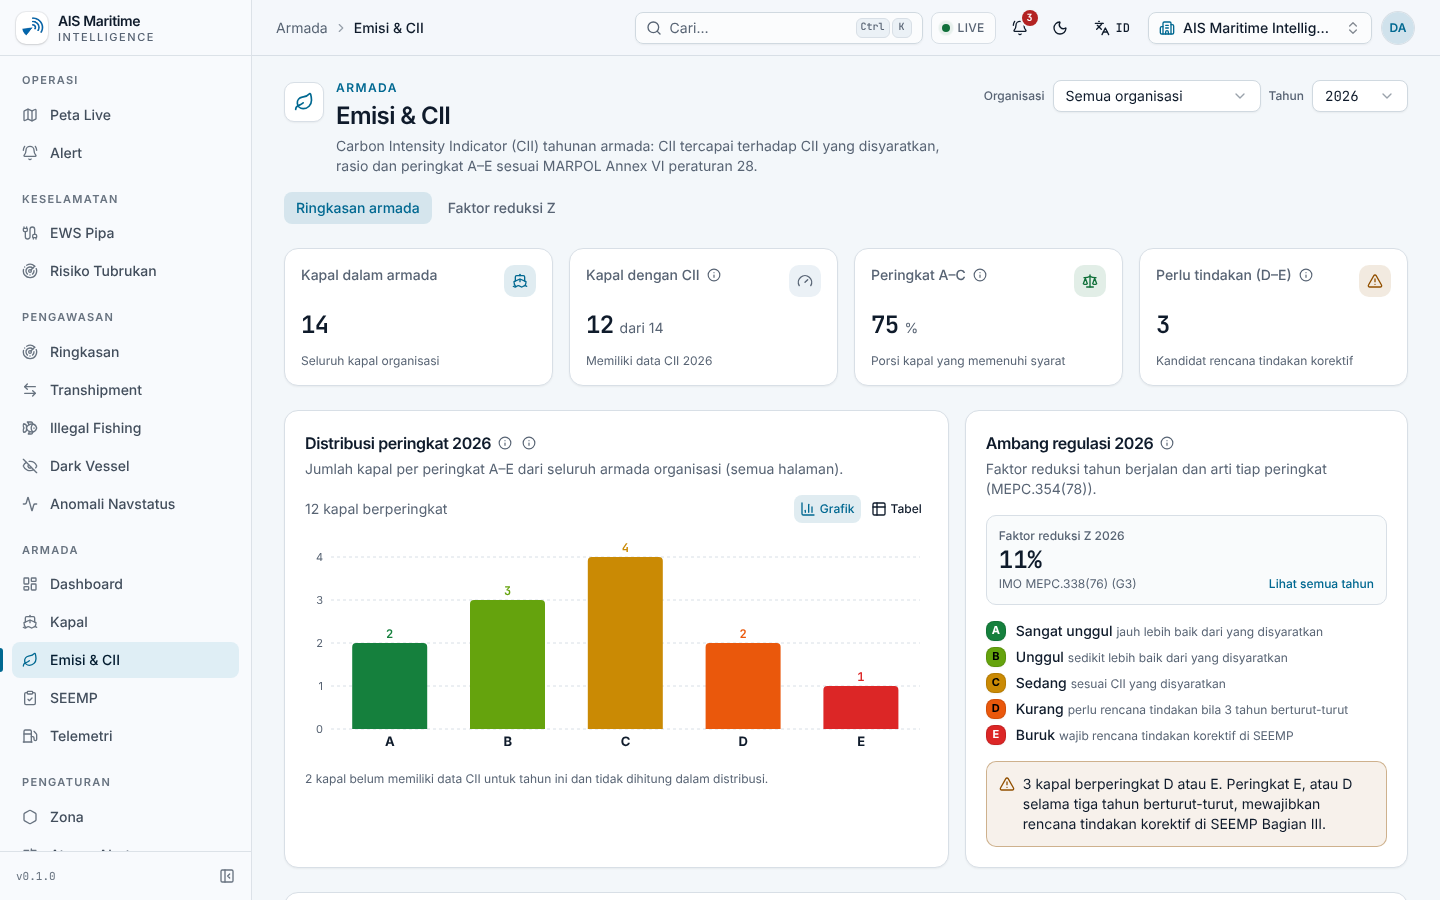 AIS Maritime
INTELLIGENCE
Armada > Emisi & CII
Cari...
Ctrl K
LIVE
3
ID
AIS Maritime Intellig...
DA
OPERASI
Peta Live
Alert
KESELAMATAN
EWS Pipa
Risiko Tubrukan
PENGAWASAN
Ringkasan
Transhipment
Illegal Fishing
Dark Vessel
Anomali Navstatus
ARMADA
Dashboard
Kapal
Emisi & CII
SEEMP
Telemetri
PENGATURAN
Zona
v0.1.0
ARMADA
Emisi & CII
Carbon Intensity Indicator (CII) tahunan armada: CII tercapai terhadap CII yang disyaratkan,
rasio dan peringkat A–E sesuai MARPOL Annex VI peraturan 28.
Organisasi
Semua organisasi
Tahun
2026
Ringkasan armada
Faktor reduksi Z
Kapal dalam armada
14
Seluruh kapal organisasi
Kapal dengan CII
12 dari 14
Memiliki data CII 2026
Peringkat A–C
75 %
Porsi kapal yang memenuhi syarat
Perlu tindakan (D–E)
3
Kandidat rencana tindakan korektif
Distribusi peringkat 2026
Jumlah kapal per peringkat A–E dari seluruh armada organisasi (semua halaman).
12 kapal berperingkat
Grafik
Tabel
4
3
2
1
0
2
3
4
2
1
A
B
C
D
E
2 kapal belum memiliki data CII untuk tahun ini dan tidak dihitung dalam distribusi.
Ambang regulasi 2026
Faktor reduksi tahun berjalan dan arti tiap peringkat
(MEPC.354(78)).
Faktor reduksi Z 2026
11%
IMO MEPC.338(76) (G3)
Lihat semua tahun
A Sangat unggul jauh lebih baik dari yang disyaratkan
B Unggul sedikit lebih baik dari yang disyaratkan
C Sedang sesuai CII yang disyaratkan
D Kurang perlu rencana tindakan bila 3 tahun berturut-turut
E Buruk wajib rencana tindakan korektif di SEEMP
3 kapal berperingkat D atau E. Peringkat E, atau D
selama tiga tahun berturut-turut, mewajibkan
rencana tindakan korektif di SEEMP Bagian III.